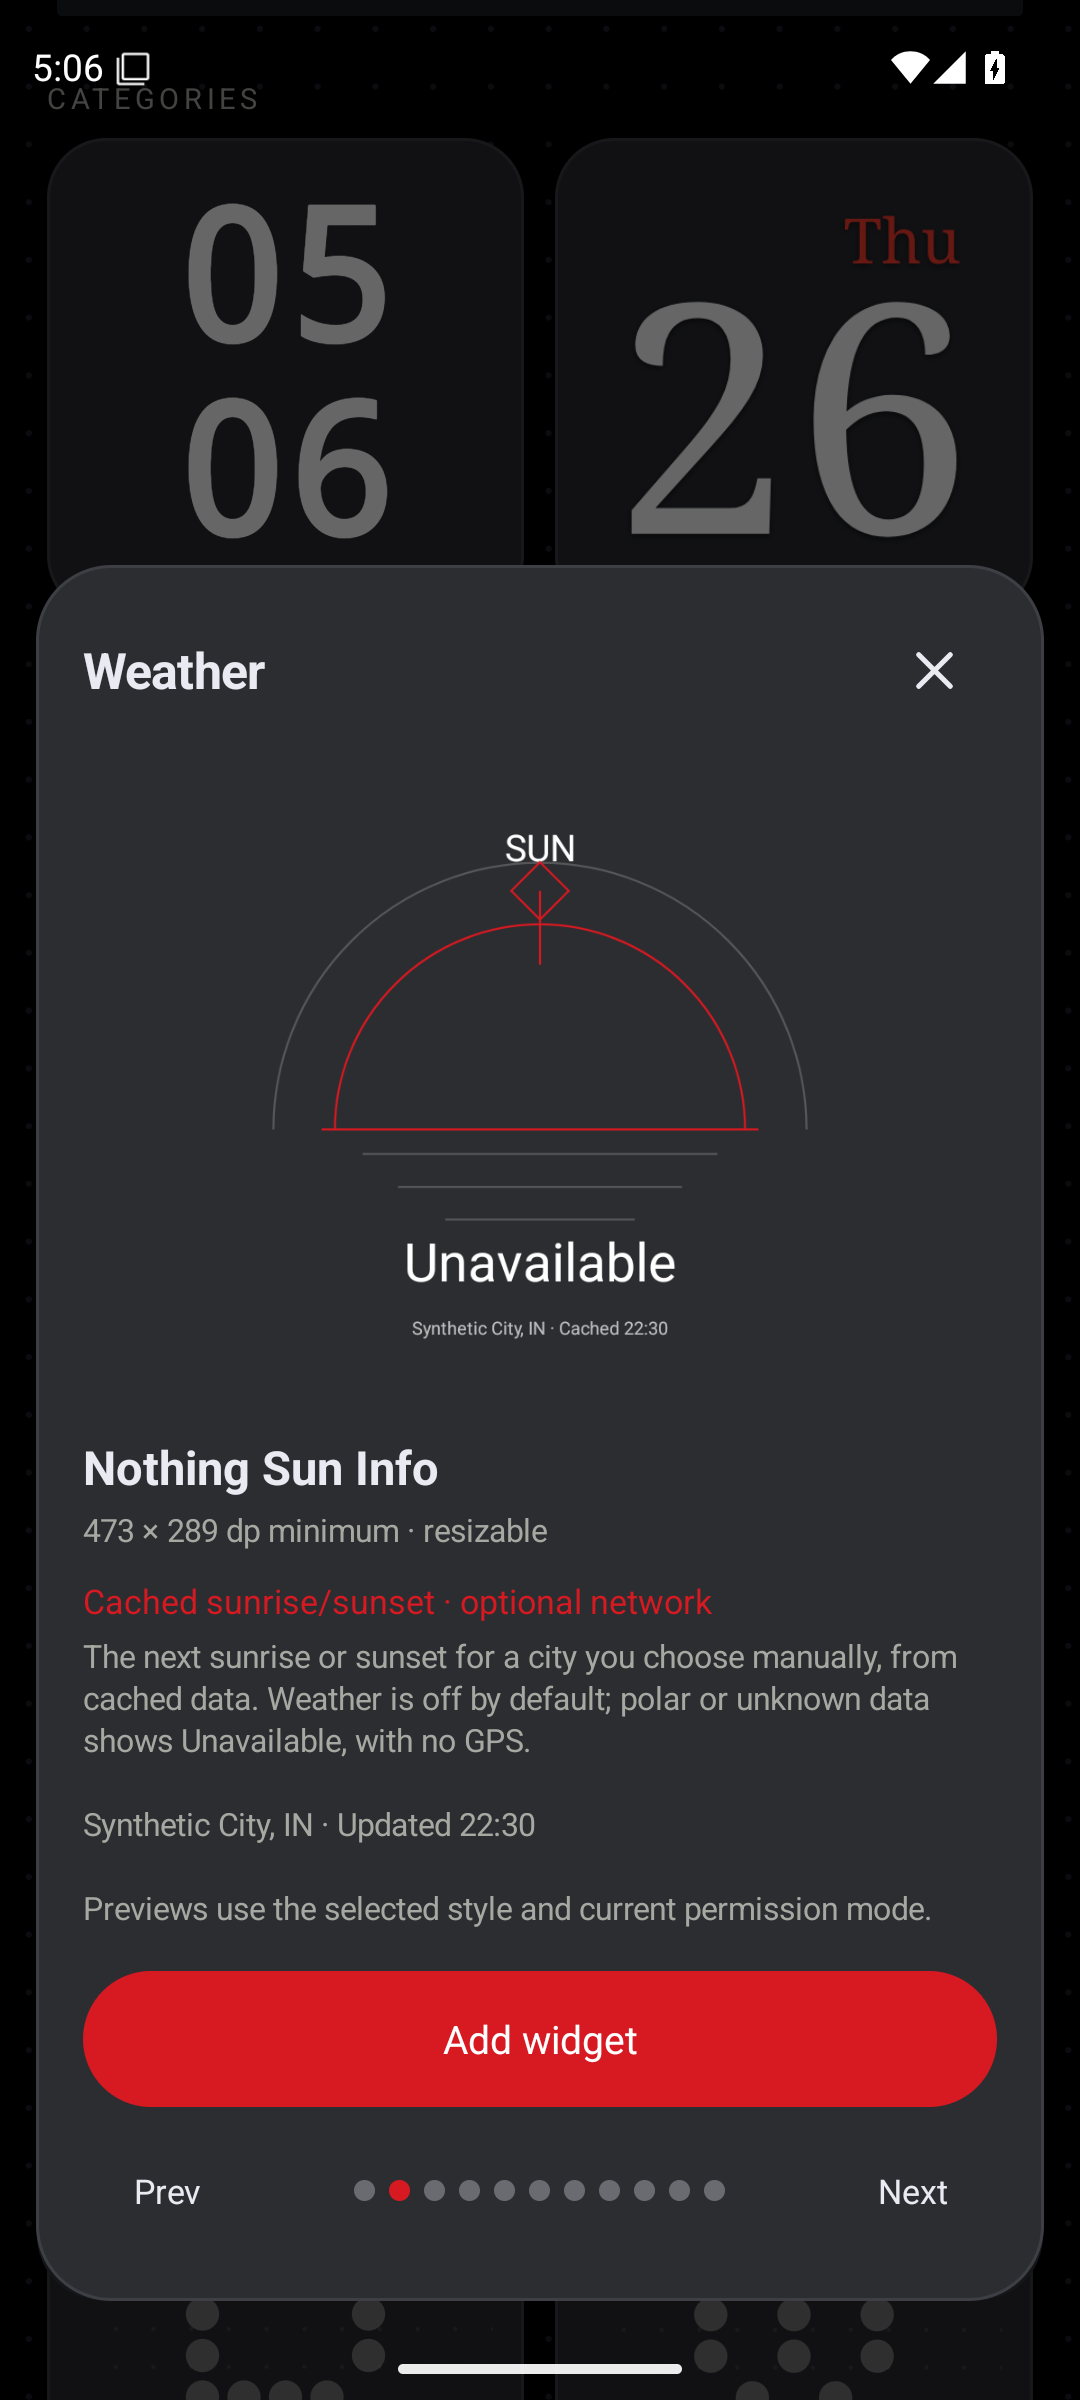 5:06
CATEGORIES
05
06
Thu
26
Weather
SUN
Unavailable
Synthetic City, IN · Cached 22:30
Nothing Sun Info
473 × 289 dp minimum · resizable
Cached sunrise/sunset · optional network
The next sunrise or sunset for a city you choose manually, from
cached data. Weather is off by default; polar or unknown data
shows Unavailable, with no GPS.
Synthetic City, IN · Updated 22:30
Previews use the selected style and current permission mode.
Add widget
Prev
Next